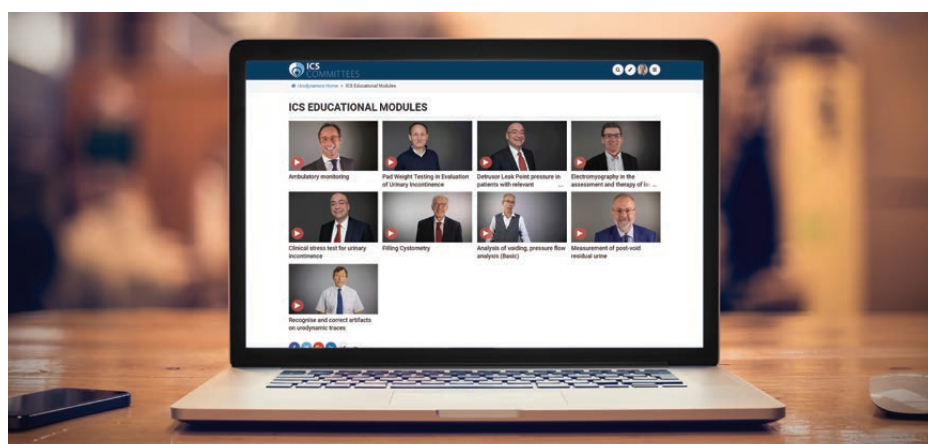 ICS
COMMITTEES
Urodynamics Home > ICS Educational Modules
ICS EDUCATIONAL MODULES
Ambulatory monitoring
Pad Weight Testing in Evaluation
of Urinary Incontinence
Detrusor Leak Point pressure in
patients with relevant ...
Electromyography in the
assessment and therapy of lo ...
Clinical stress test for urinary
incontinence
Filling Cystometry
Analysis of voiding, pressure flow
analysis (Basic)
Measurement of post-void
residual urine
Recognise and correct artifacts
on urodynamic traces